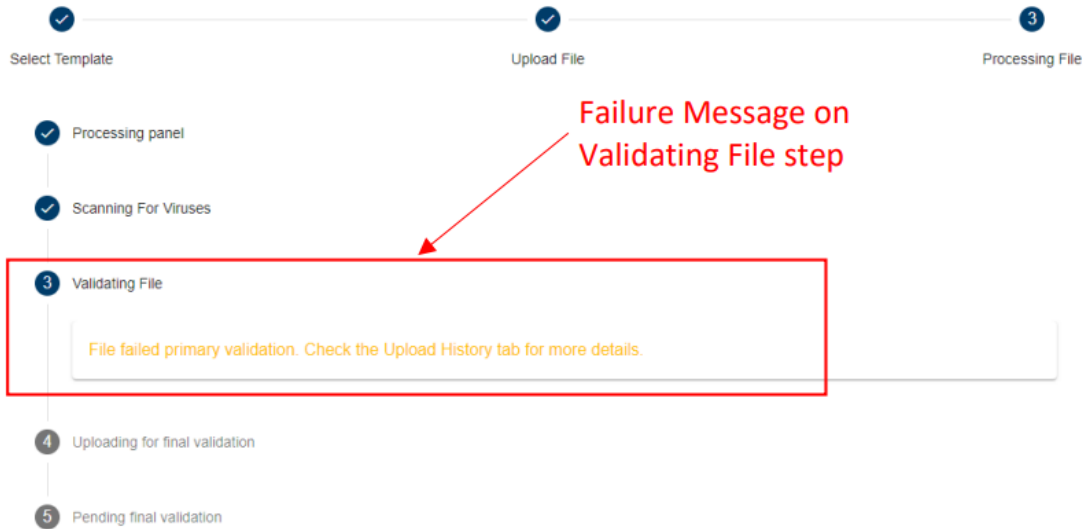 3
Select Template
Upload File
Processing File
Failure Message on
Validating File step
Processing panel
Scanning For Viruses
3 Validating File
File failed primary validation. Check the Upload History tab for more details.
4 Uploading for final validation
5 Pending final validation